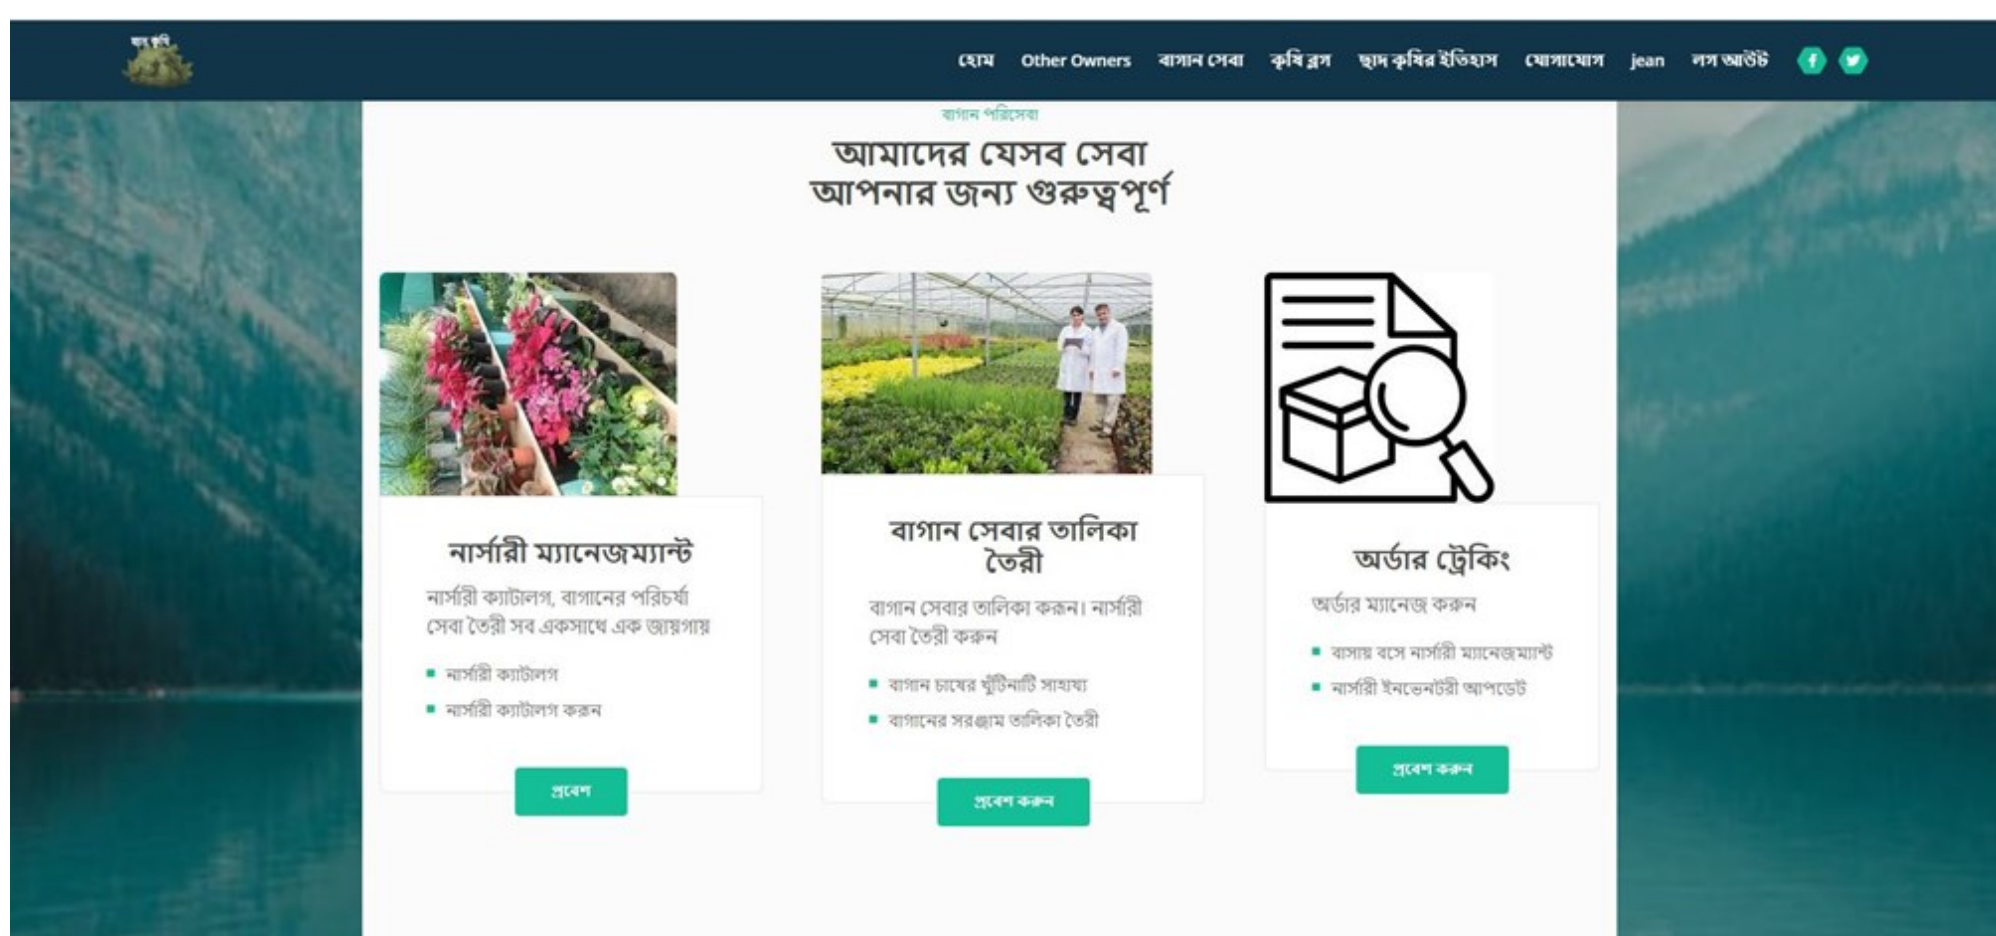 ছাদ কৃষি
হোম Other Owners বাগান সেবা কৃষি ব্লগ ছাদ কৃষির ইতিহাস যোগাযোগ jean লগ আউট
বাগান পরিসেবা
আমাদের যেসব সেবা
আপনার জন্য গুরুত্বপূর্ণ
নার্সারী ম্যানেজম্যান্ট
নার্সারী ক্যাটালগ, বাগানের পরিচর্যা
সেবা তৈরী সব একসাথে এক জায়গায়
নার্সারী ক্যাটালগ
নার্সারী ক্যাটালগ করুন
প্রবেশ
বাগান সেবার তালিকা
তৈরী
বাগান সেবার তালিকা করুন। নার্সারী
সেবা তৈরী করুন
বাগান চাষের খুঁটিনাটি সাহায্য
বাগানের সরঞ্জাম তালিকা তৈরী
প্রবেশ করুন
অর্ডার ট্রেকিং
অর্ডার ম্যানেজ করুন
বাসায় বসে নার্সারী ম্যানেজম্যান্ট
নার্সারী ইনভেনটরী আপডেট
প্রবেশ করুন